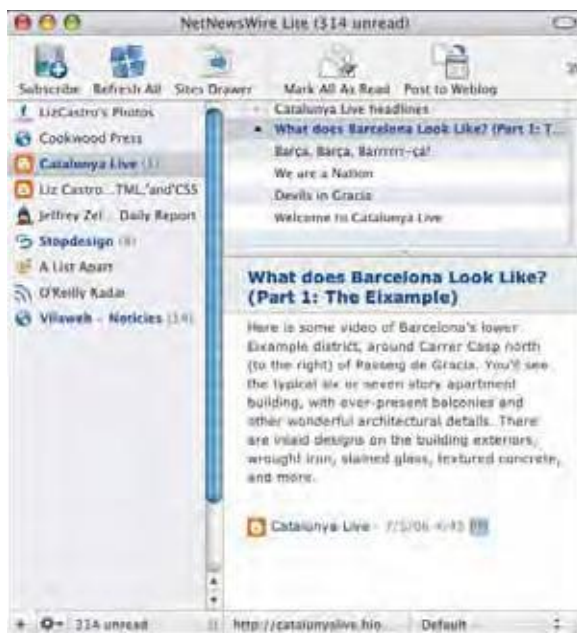 NetNewsWire Lite (314 unread)
Subscribe Refresh All Sites Drawer Mark All As Read Post to Weblog
LizCastro's Photos
Cookwood Press
Catalunya Live (1)
Liz Castro...TML, and CSS
Jeffrey Zel... Daily Report
Stopdesign
A List Apart
O'Reilly Radar
Vilaweb - Noticies (14)
Catalunya Live headlines
What does Barcelona Look Like? (Part 1: T...
Barça, Barça, Barrrrr-ça!
We are a Nation
Devils in Gracia
Welcome to Catalunya Live
What does Barcelona Look Like?
(Part 1: The Eixample)
Here is some video of Barcelona's lower
Eixample district, around Carrer Casp north
(to the right) of Passeig de Gracia. You'll see
the typical six or seven story apartment
building, with ever-present balconies and
other wonderful architectural details. There
are inlaid designs on the building exteriors,
wrought iron, stained glass, textured concrete,
and more.
Catalunya Live - 7/5/06 4:45 PM
314 unread http://catalunyalive.blo... Default